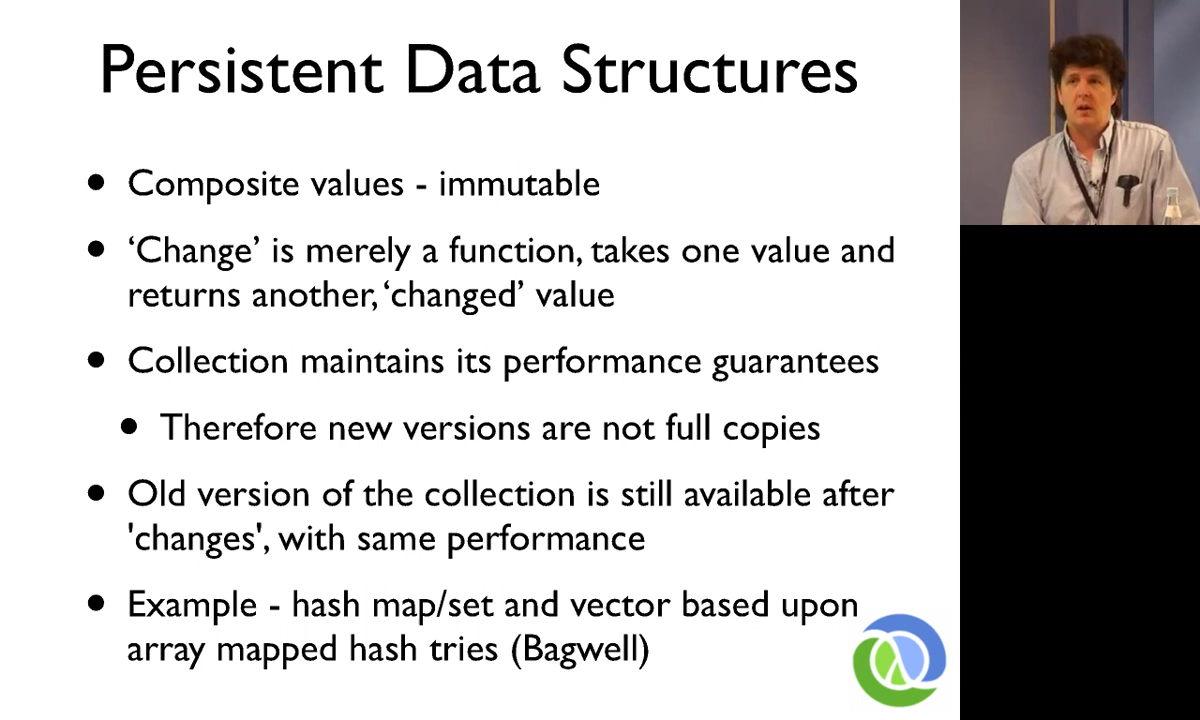 Persistent Data Structures
• Composite values - immutable
• ‘Change’ is merely a function, takes one value and
returns another, ‘changed’ value
• Collection maintains its performance guarantees
• Therefore new versions are not full copies
• Old version of the collection is still available after
'changes', with same performance
• Example - hash map/set and vector based upon
array mapped hash tries (Bagwell)